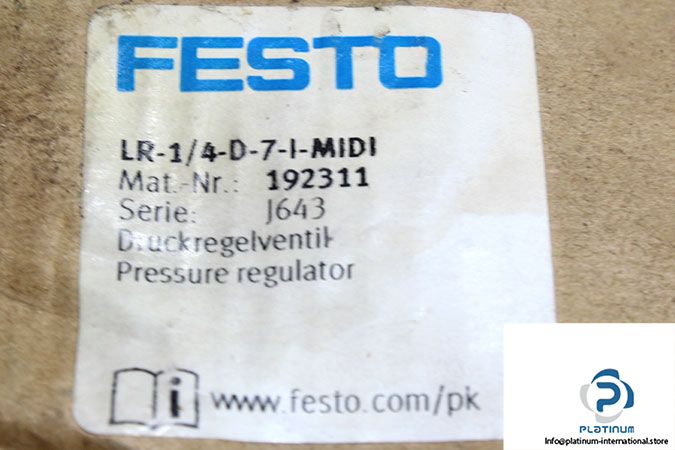 FESTO
LR-1/4-D-7-I-MIDI
Mat.-Nr.: 192311
Serie: J643
Druckregelventil
Pressure regulator
i www.festo.com/pk
P
PLATINUM
Info@platinum-international.store